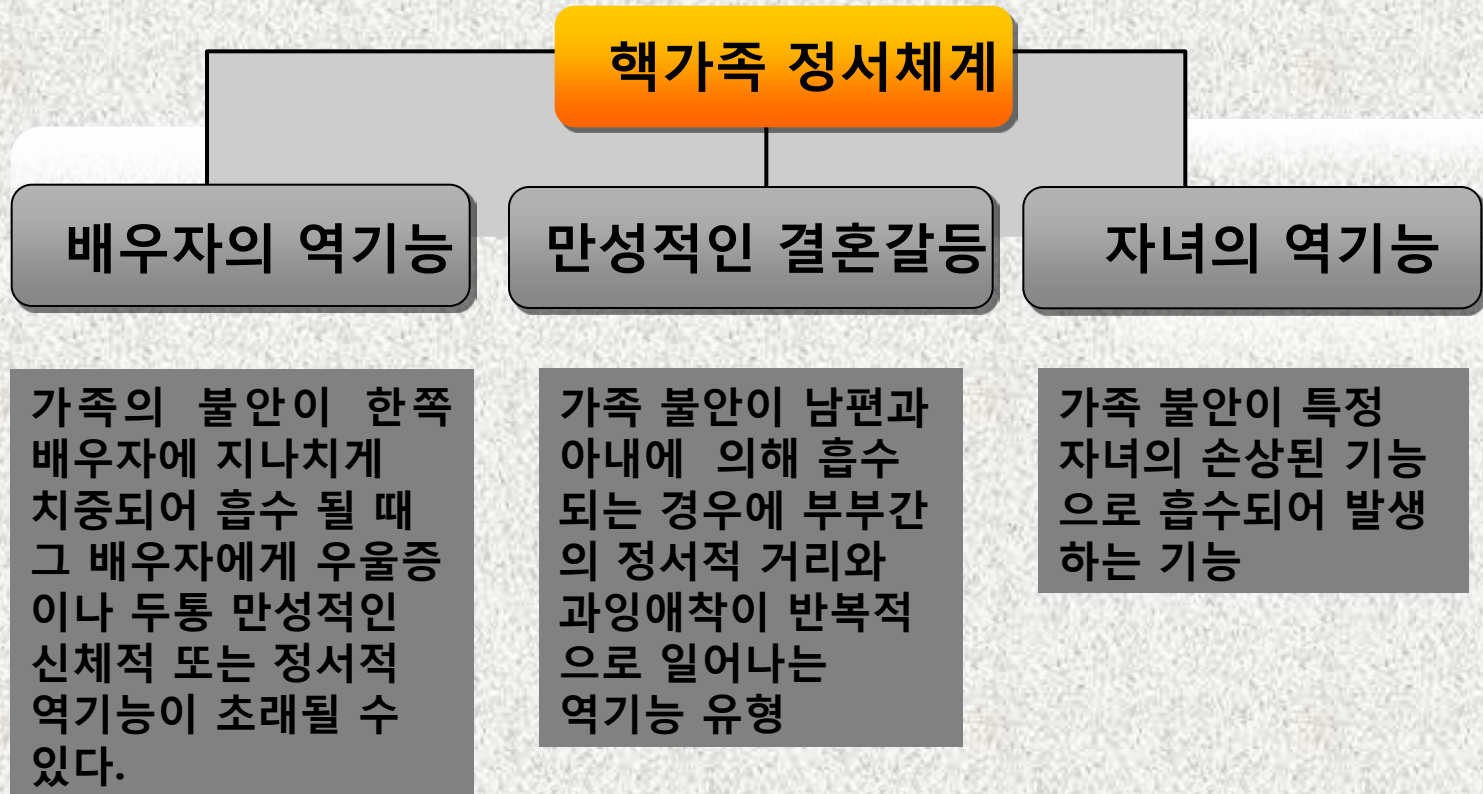 핵가족 정서체계
배우자의 역기능
만성적인 결혼갈등
자녀의 역기능
가족의 불안이 한쪽
배우자에 지나치게
치중되어 흡수 될 때
그 배우자에게 우울증
이나 두통 만성적인
신체적 또는 정서적
역기능이 초래될 수
있다.
가족 불안이 남편과
아내에 의해 흡수
되는 경우에 부부간
의 정서적 거리와
과잉애착이 반복적
으로 일어나는
역기능 유형
가족 불안이 특정
자녀의 손상된 기능
으로 흡수되어 발생
하는 기능